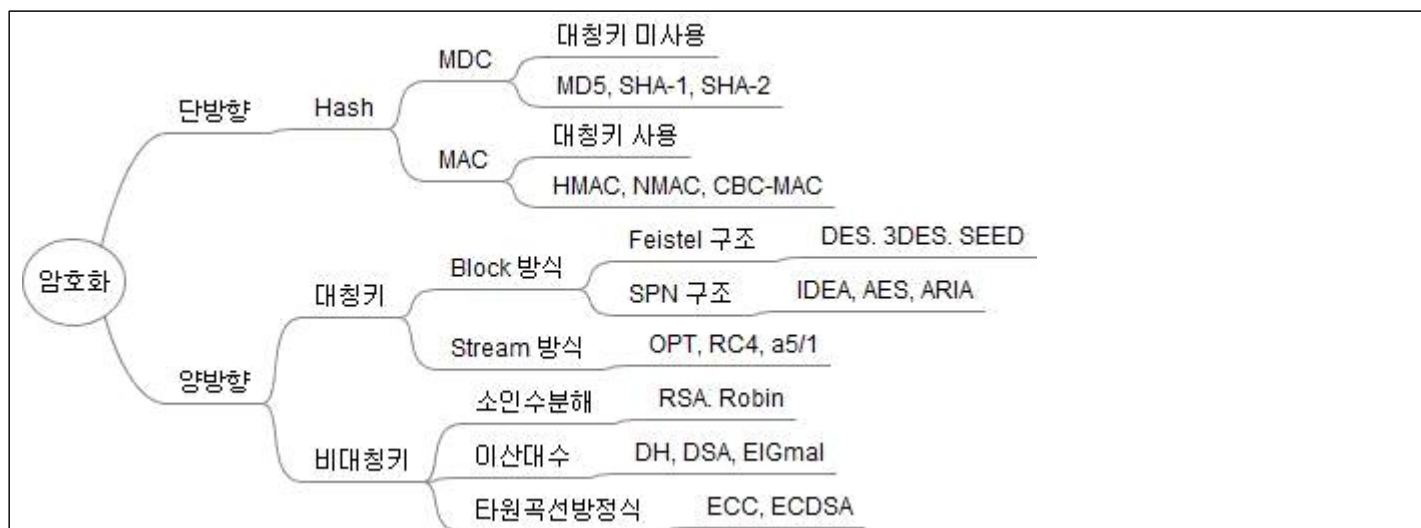 대칭키 미사용
MDC
MD5, SHA-1, SHA-2
단방향
Hash
대칭키 사용
MAC
HMAC, NMAC, CBC-MAC
암호화
Feistel 구조
DES. 3DES. SEED
Block 방식
SPN 구조
IDEA, AES, ARIA
대칭키
Stream 방식
OPT, RC4, a5/1
양방향
소인수분해
RSA. Robin
비대칭키
이산대수
DH, DSA, ElGmal
타원곡선방정식
ECC, ECDSA